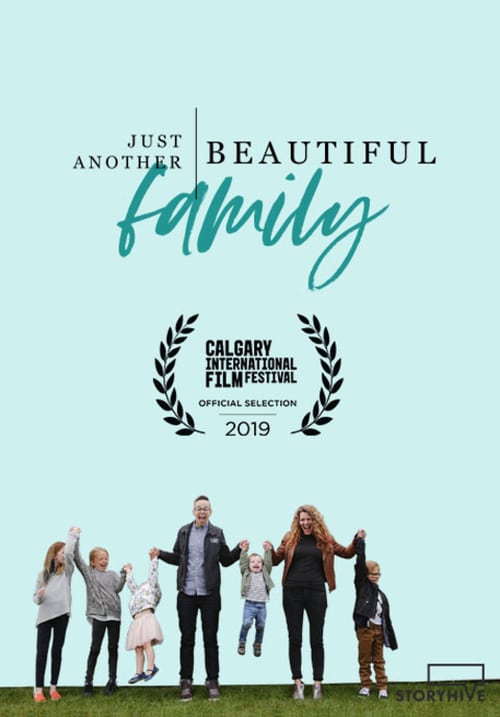 JUST
ANOTHER
BEAUTIFUL
family
CALGARY
INTERNATIONAL
FILM FESTIVAL
OFFICIAL SELECTION
2019
STORYHIVE